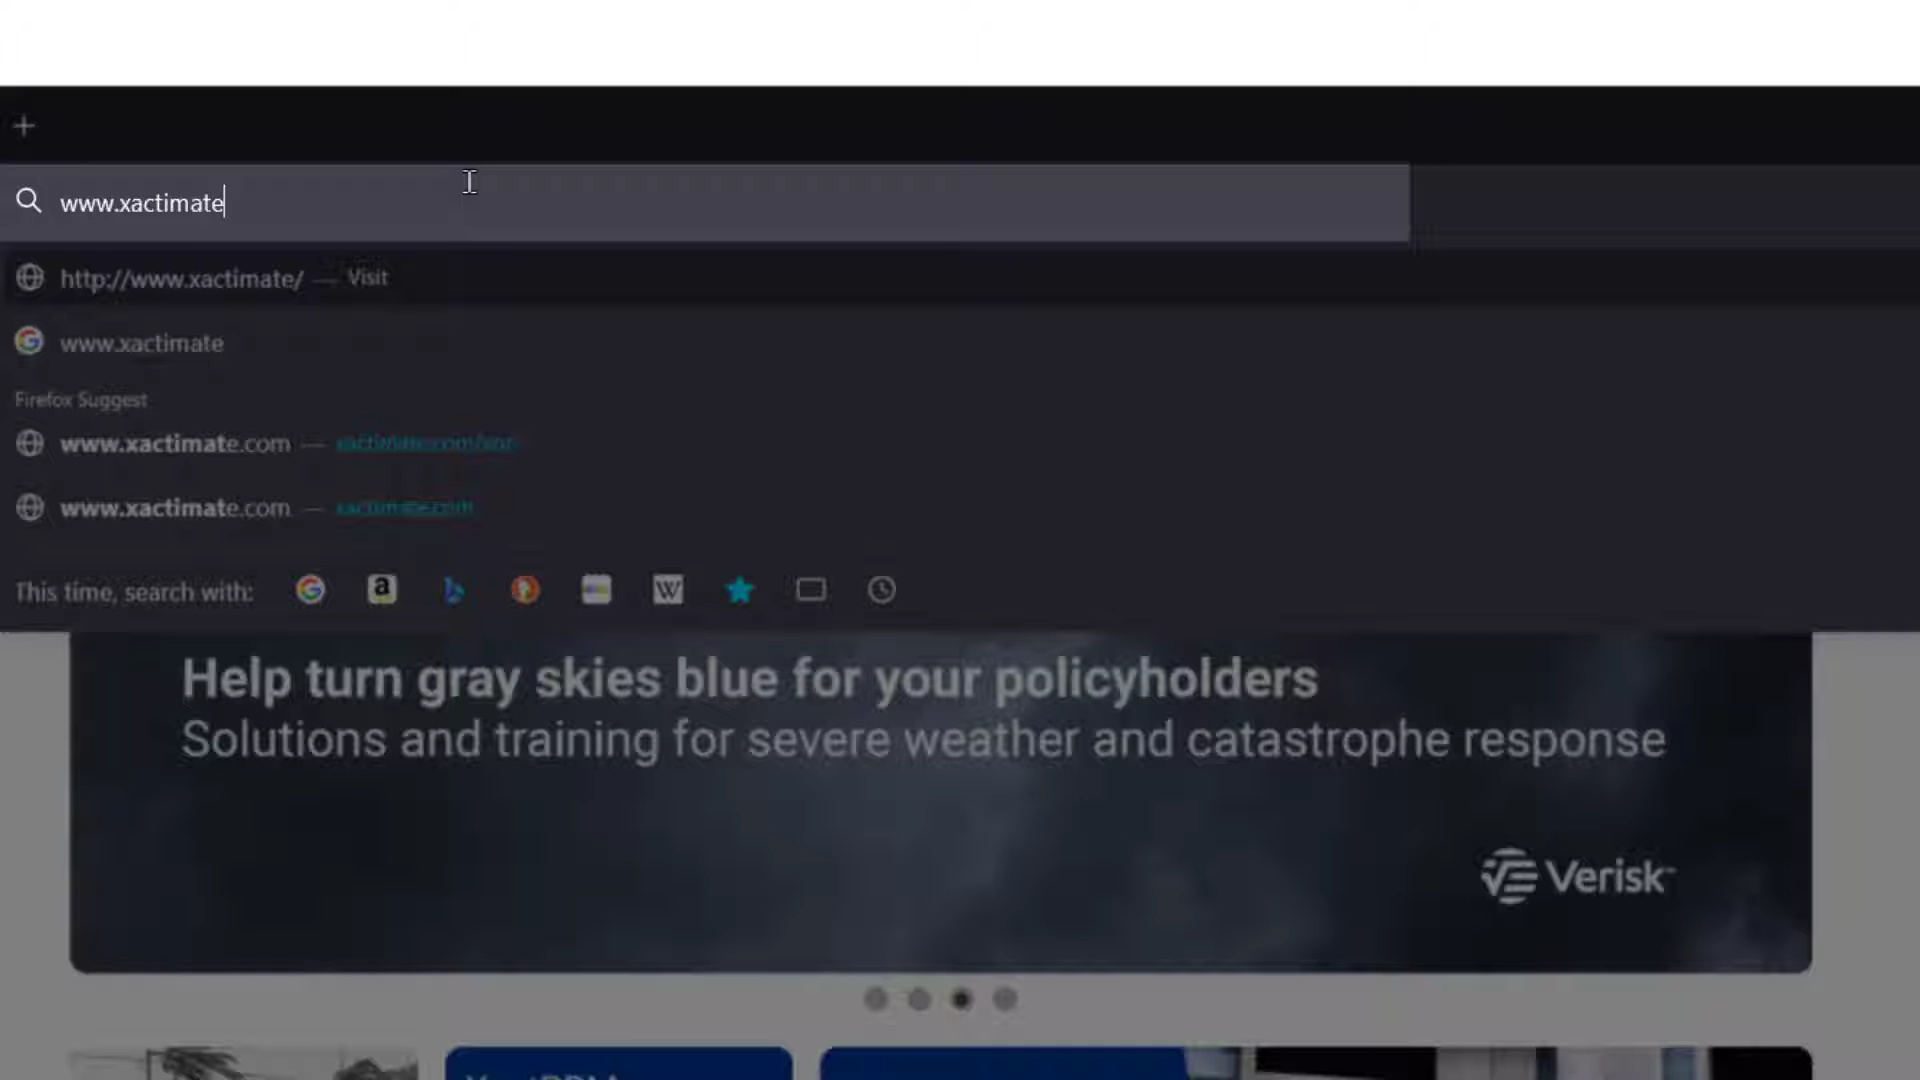 www.xactimate
http://www.xactimate/ — Visit
www.xactimate
Firefox Suggest
www.xactimate.com —
www.xactimate.com — xactimate.com
This time, search with:
Help turn gray skies blue for your policyholders
Solutions and training for severe weather and catastrophe response
Verisk